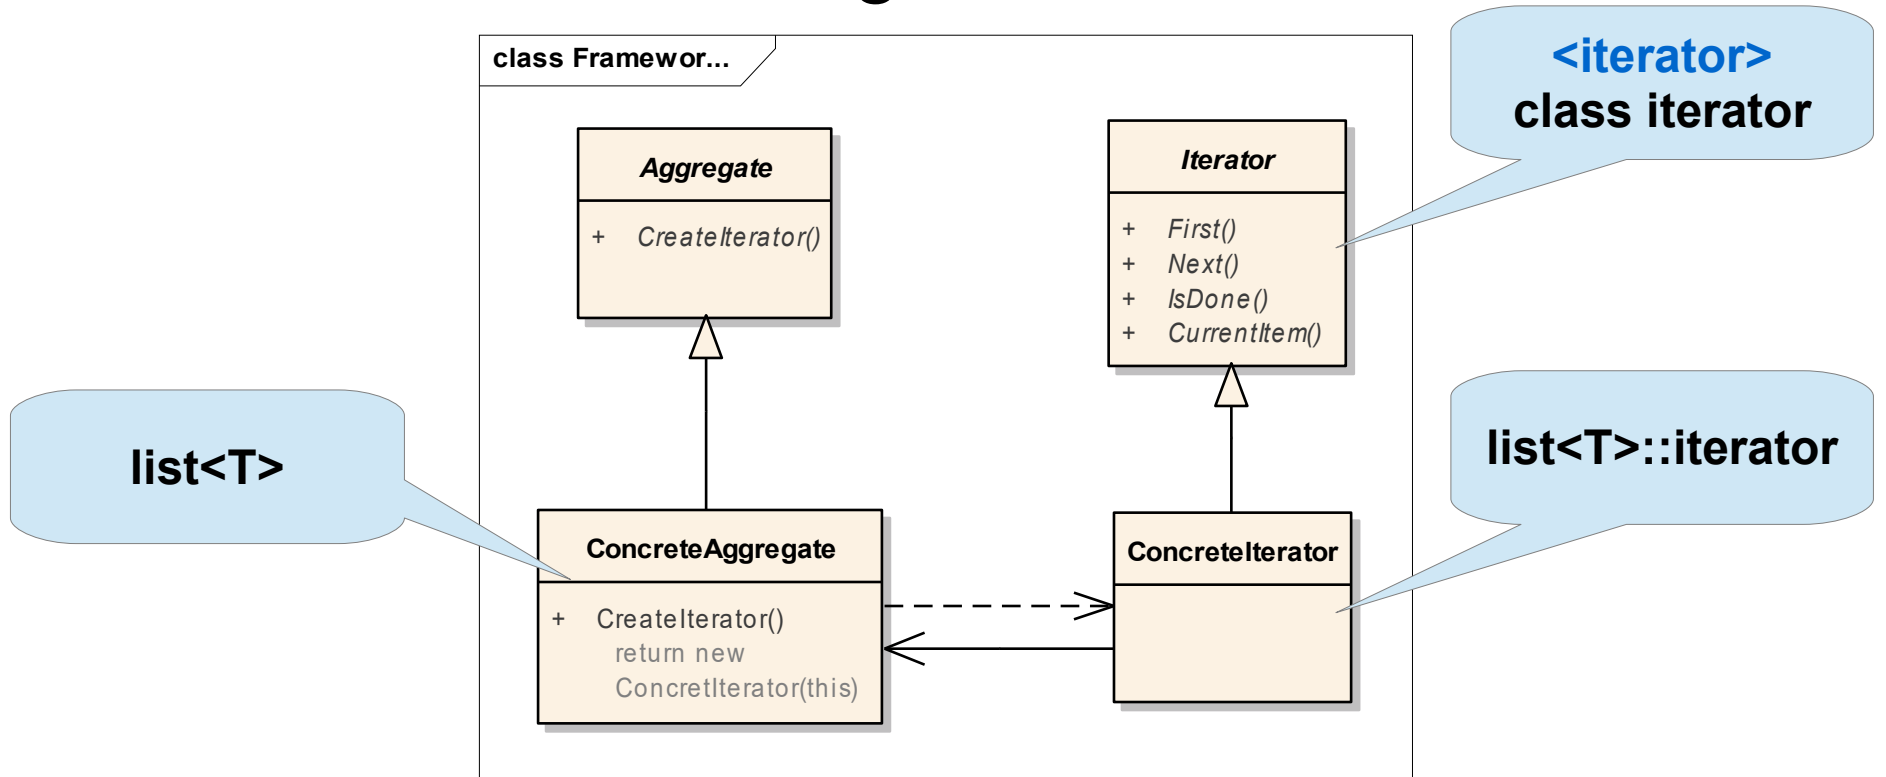 class Framewor...
<iterator>
class iterator
Aggregate
+ CreateIterator()
Iterator
+ First()
+ Next()
+ IsDone()
+ CurrentItem()
list<T>
list<T>::iterator
ConcreteAggregate
+ CreateIterator()
return new
ConcretIterator(this)
ConcreteIterator